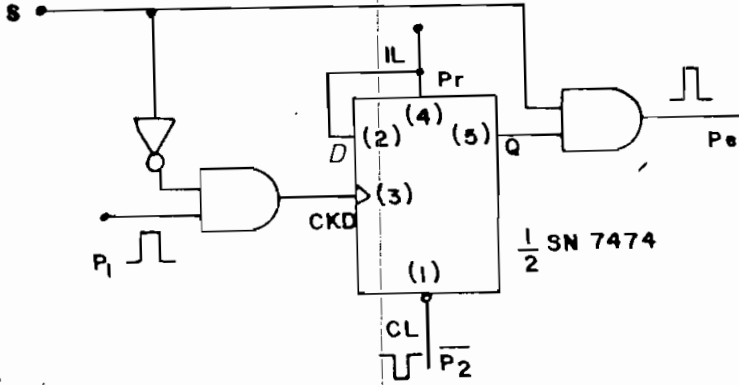 S
IL
Pr
(4)
(2)
(5)
D
Q
Pe
(3)
CKD
P1
1/2 SN 7474
(1)
CL
P2